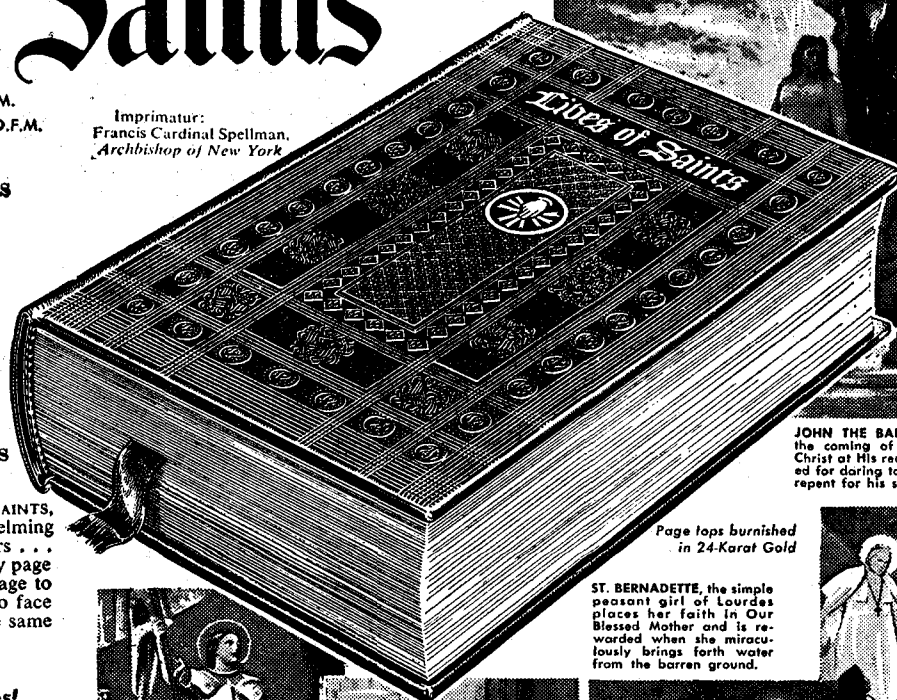 Saints
M.
O.F.M.
Imprimatur:
Francis Cardinal Spellman,
Archbishop of New York
Lives of Saints
s
s
AINTS,
elming
rs . . .
y page
age to
o face
same
Page tops burnished
in 24-Karat Gold
JOHN THE BA
the coming of
Christ at His re
ed for daring to
repent for his s
ST. BERNADETTE, the simple
peasant girl of Lourdes
places her faith in Our
Blessed Mother and is re-
warded when she miracu-
lously brings forth water
from the barren ground.